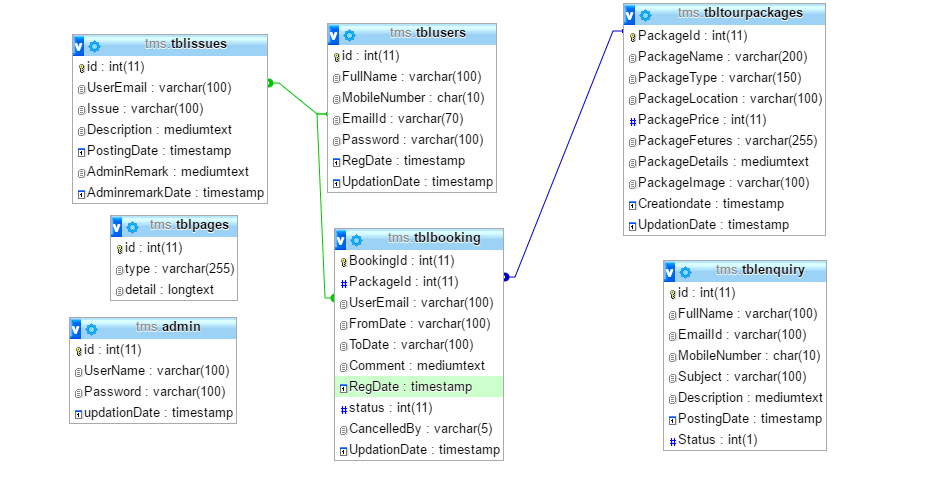 tms.tblissues
id : int(11)
UserEmail : varchar(100)
Issue : varchar(100)
Description : mediumtext
PostingDate : timestamp
AdminRemark : mediumtext
AdminremarkDate : timestamp
tms.tblusers
id : int(11)
FullName : varchar(100)
MobileNumber : char(10)
EmailId : varchar(70)
Password : varchar(100)
RegDate : timestamp
UpdationDate : timestamp
tms.tbltourpackages
PackageId : int(11)
PackageName : varchar(200)
PackageType : varchar(150)
PackageLocation : varchar(100)
PackagePrice : int(11)
PackageFetures : varchar(255)
PackageDetails : mediumtext
PackageImage : varchar(100)
Creationdate : timestamp
UpdationDate : timestamp
tms.tblpages
id : int(11)
type : varchar(255)
detail : longtext
tms.tblbooking
BookingId : int(11)
PackageId : int(11)
UserEmail : varchar(100)
FromDate : varchar(100)
ToDate : varchar(100)
Comment : mediumtext
RegDate : timestamp
status : int(11)
CancelledBy : varchar(5)
UpdationDate : timestamp
tms.tblenquiry
id : int(11)
FullName : varchar(100)
EmailId : varchar(100)
MobileNumber : char(10)
Subject : varchar(100)
Description : mediumtext
PostingDate : timestamp
Status : int(1)
tms.admin
id : int(11)
UserName : varchar(100)
Password : varchar(100)
updationDate : timestamp